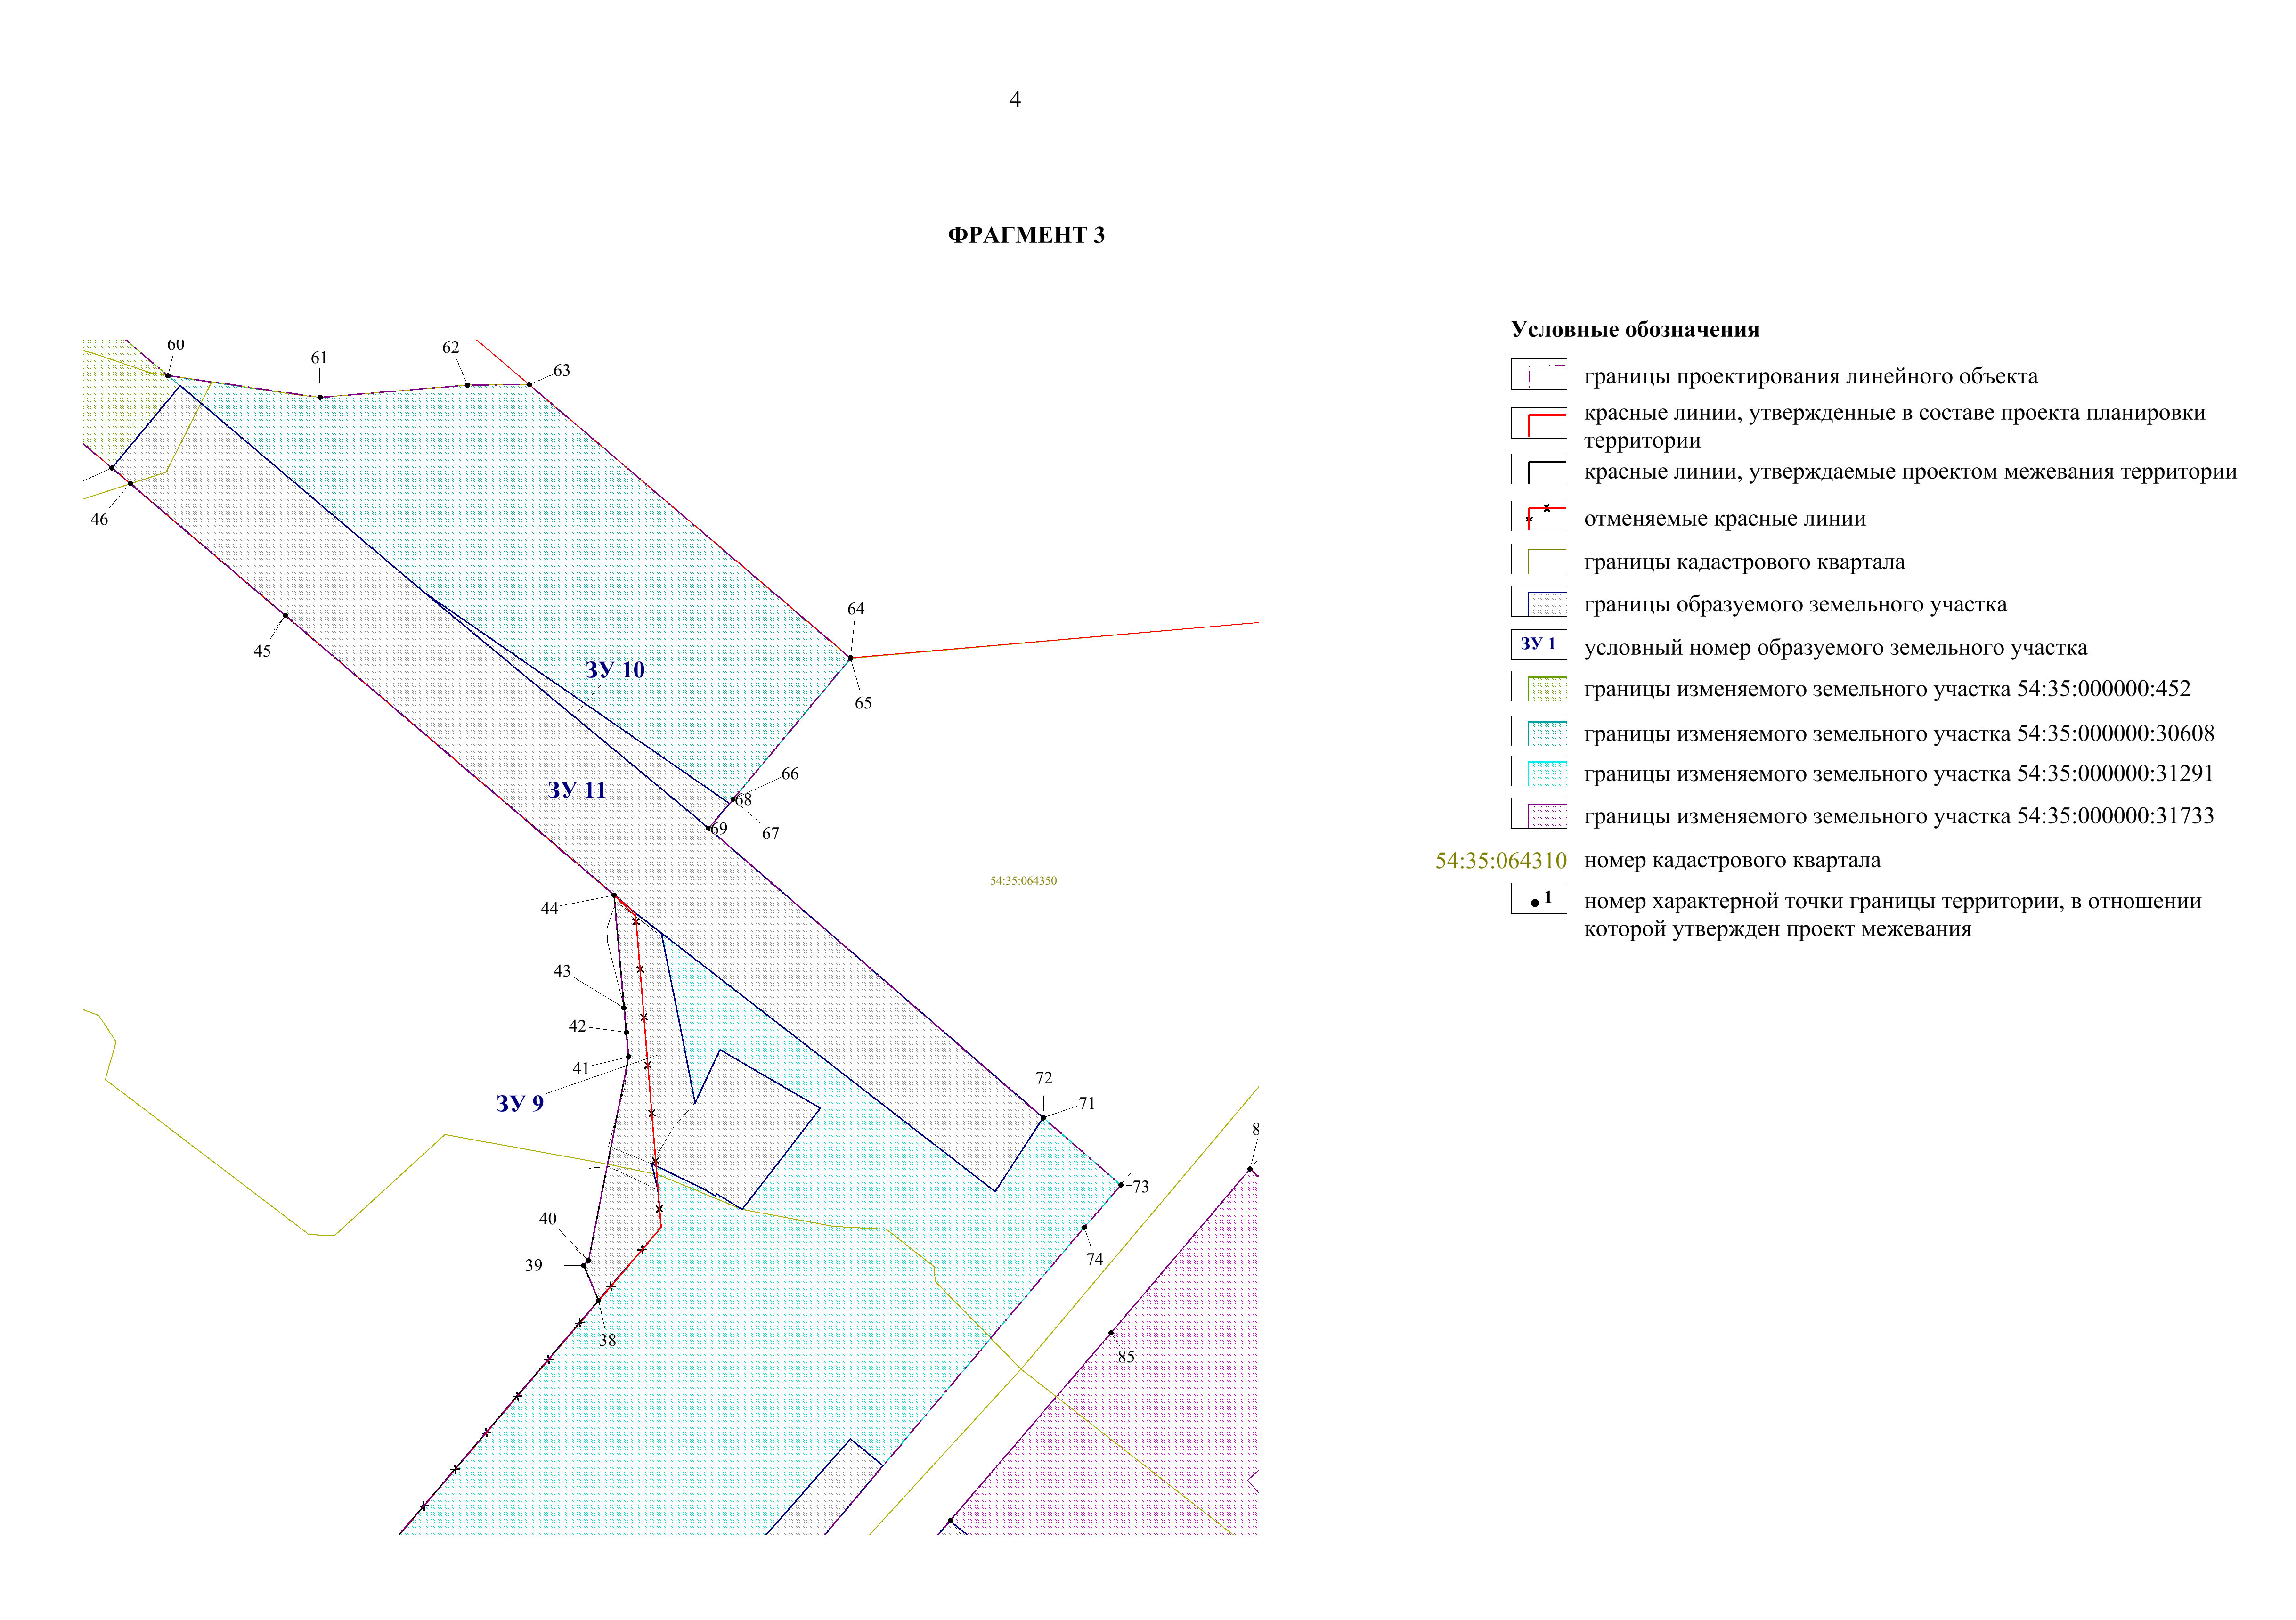 4
ФРАГМЕНТ 3
60
61
62
63
46
45
64
65
ЗУ 10
66
68
67
69
ЗУ 11
54:35:064350
44
43
42
41
ЗУ 9
72
71
73
74
40
39
38
8
85
Условные обозначения
границы проектирования линейного объекта
красные линии, утвержденные в составе проекта планировки
территории
красные линии, утверждаемые проектом межевания территории
отменяемые красные линии
границы кадастрового квартала
границы образуемого земельного участка
ЗУ 1 условный номер образуемого земельного участка
границы изменяемого земельного участка 54:35:000000:452
границы изменяемого земельного участка 54:35:000000:30608
границы изменяемого земельного участка 54:35:000000:31291
границы изменяемого земельного участка 54:35:000000:31733
54:35:064310 номер кадастрового квартала
1 номер характерной точки границы территории, в отношении
которой утвержден проект межевания